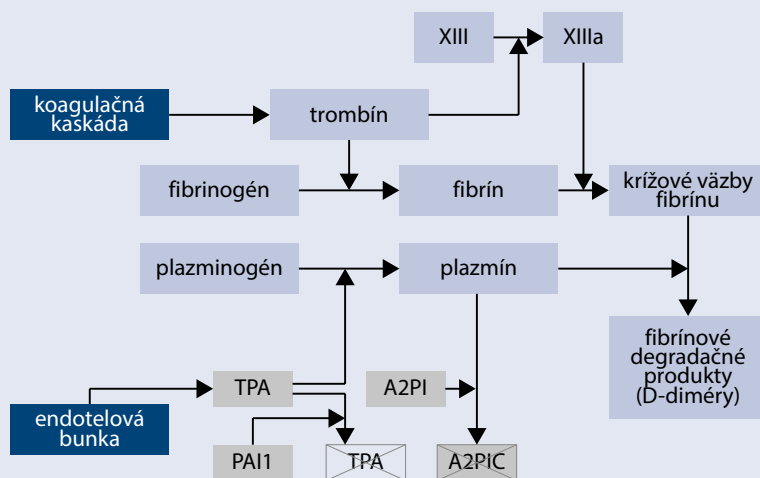 XIII
XIIIa
koagulačná
kaskáda
trombín
fibrinogén
fibrín
krížové väzby
fibrínu
plazminogén
plazmín
fibrínové
degradačné
produkty
(D-diméry)
TPA
A2PI
endotelová
bunka
PAI1
TPA
A2PIC